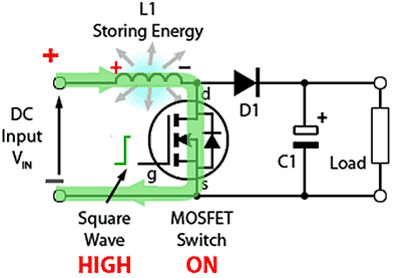 L1
Storing Energy
+
+
−
d
D1
DC
Input
VIN
g
s
+
C1
Load
−
Square
Wave
HIGH
MOSFET
Switch
ON